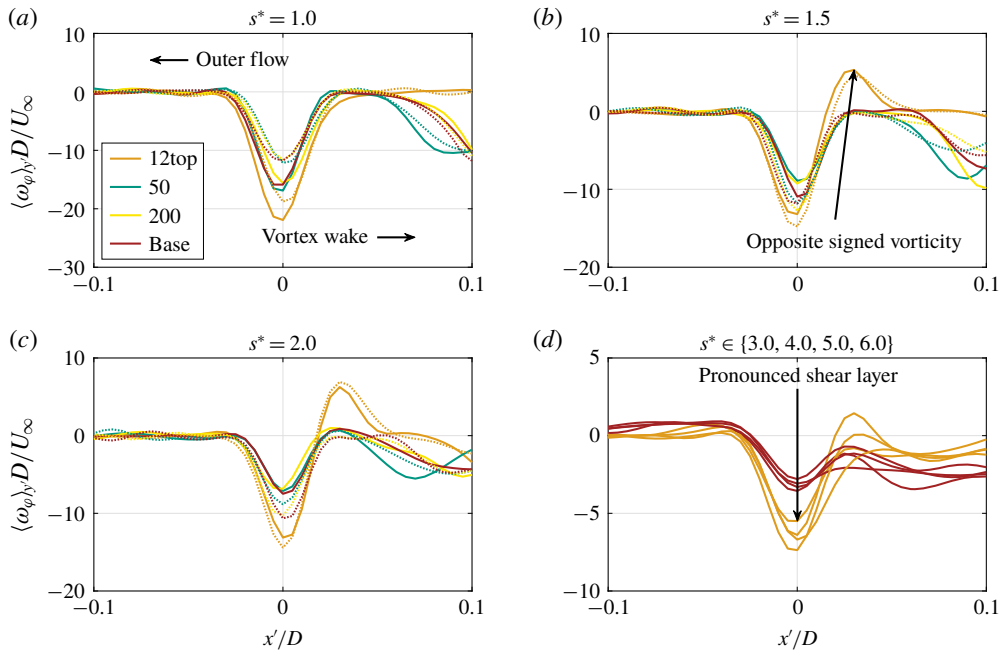 (a)
s* = 1.0
10
0
−10
−20
−30
−0.1
0
0.1
⟨ω_φ⟩_y′ D/U_∞
Outer flow
12top
50
200
Base
Vortex wake
(b)
s* = 1.5
10
0
−10
−20
−0.1
0
0.1
Opposite signed vorticity
(c)
s* = 2.0
10
0
−10
−20
−0.1
0
0.1
⟨ω_φ⟩_y′ D/U_∞
x′/D
(d)
s* ∈ {3.0, 4.0, 5.0, 6.0}
Pronounced shear layer
5
0
−5
−10
−0.1
0
0.1
x′/D